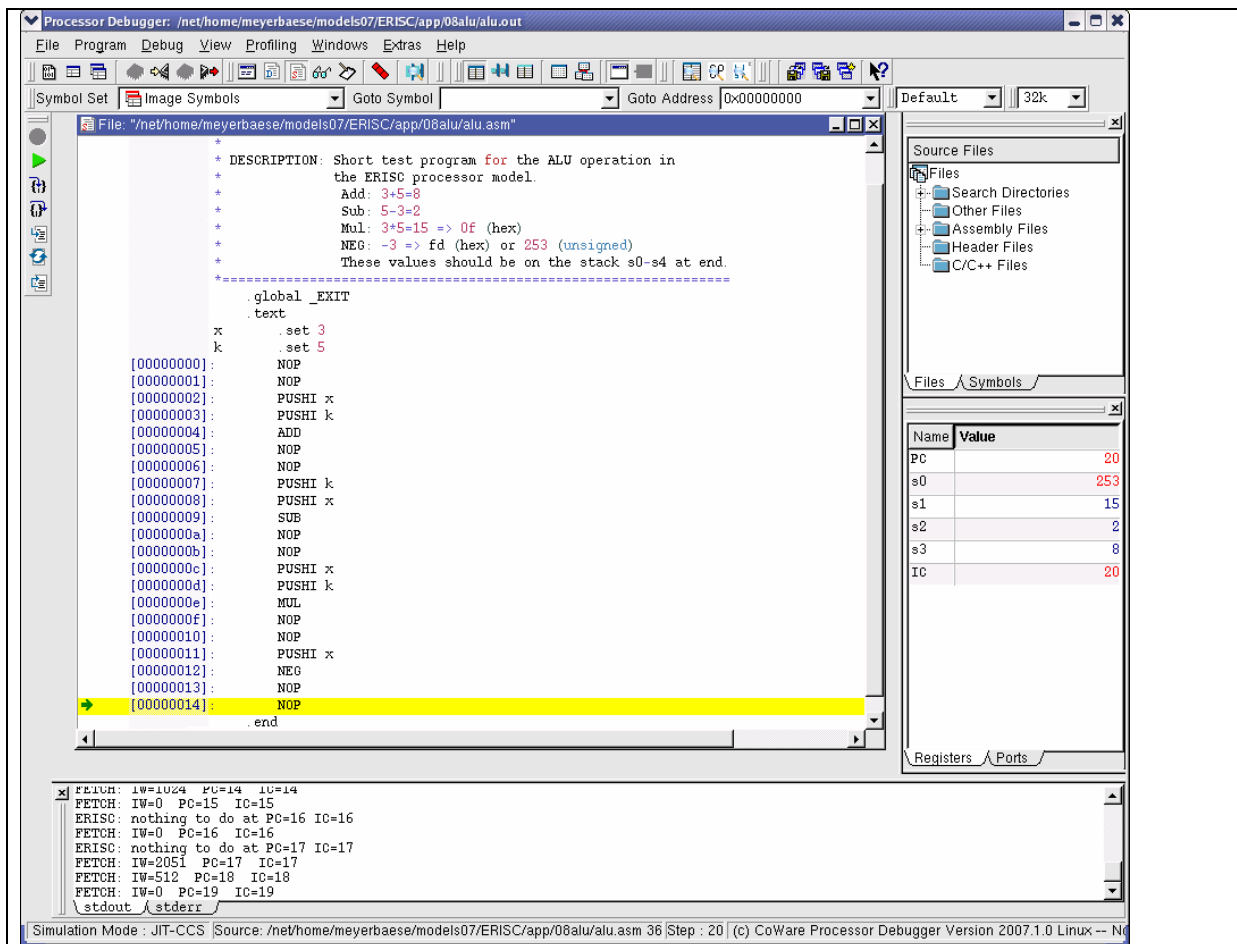 Processor Debugger: /net/home/meyerbaese/models07/ERISC/app/08alu/alu.out
File Program Debug View Profiling Windows Extras Help
Symbol Set Image Symbols Goto Symbol Goto Address 0x00000000 Default 32k
File: "/net/home/meyerbaese/models07/ERISC/app/08alu/alu.asm"
*
* DESCRIPTION: Short test program for the ALU operation in
* the ERISC processor model.
* Add: 3+5=8
* Sub: 5-3=2
* Mul: 3*5=15 => 0f (hex)
* NEG: -3 => fd (hex) or 253 (unsigned)
* These values should be on the stack s0-s4 at end.
*================================================================
.global _EXIT
.text
x .set 3
k .set 5
[00000000]: NOP
[00000001]: NOP
[00000002]: PUSHI x
[00000003]: PUSHI k
[00000004]: ADD
[00000005]: NOP
[00000006]: NOP
[00000007]: PUSHI k
[00000008]: PUSHI x
[00000009]: SUB
[0000000a]: NOP
[0000000b]: NOP
[0000000c]: PUSHI x
[0000000d]: PUSHI k
[0000000e]: MUL
[0000000f]: NOP
[00000010]: NOP
[00000011]: PUSHI x
[00000012]: NEG
[00000013]: NOP
[00000014]: NOP
.end
Source Files
Files
Search Directories
Other Files
Assembly Files
Header Files
C/C++ Files
Files Symbols
Name Value
PC 20
s0 253
s1 15
s2 2
s3 8
IC 20
Registers Ports
FETCH: IW=1024 PC=14 IC=14
FETCH: IW=0 PC=15 IC=15
ERISC: nothing to do at PC=16 IC=16
FETCH: IW=0 PC=16 IC=16
ERISC: nothing to do at PC=17 IC=17
FETCH: IW=2051 PC=17 IC=17
FETCH: IW=512 PC=18 IC=18
FETCH: IW=0 PC=19 IC=19
stdout stderr
Simulation Mode : JIT-CCS Source: /net/home/meyerbaese/models07/ERISC/app/08alu/alu.asm 36 Step : 20 (c) CoWare Processor Debugger Version 2007.1.0 Linux --